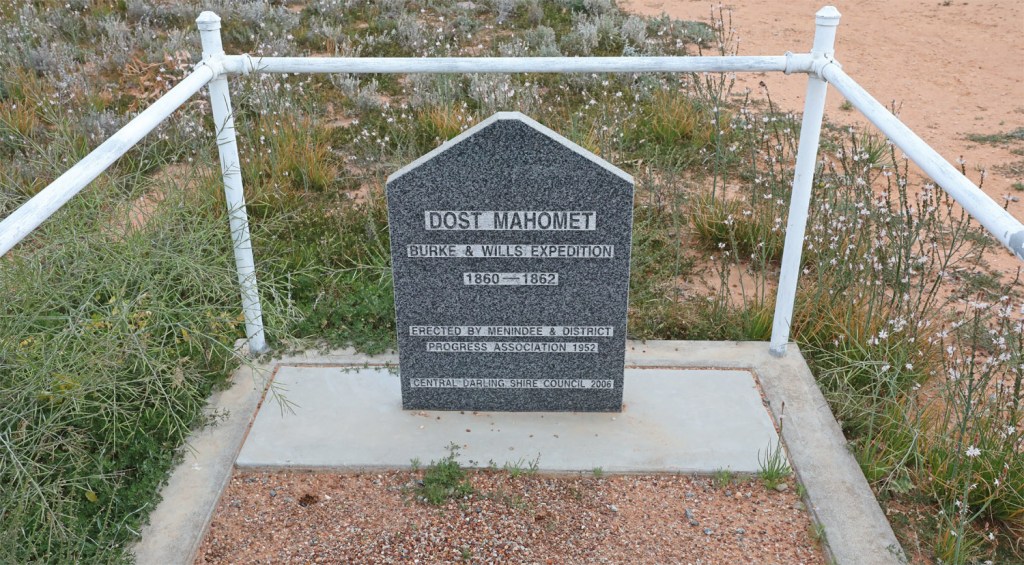 DOST MAHOMET
BURKE & WILLS EXPEDITION
1860—1862
ERECTED BY MENINDEE & DISTRICT
PROGRESS ASSOCIATION 1952
CENTRAL DARLING SHIRE COUNCIL 2006